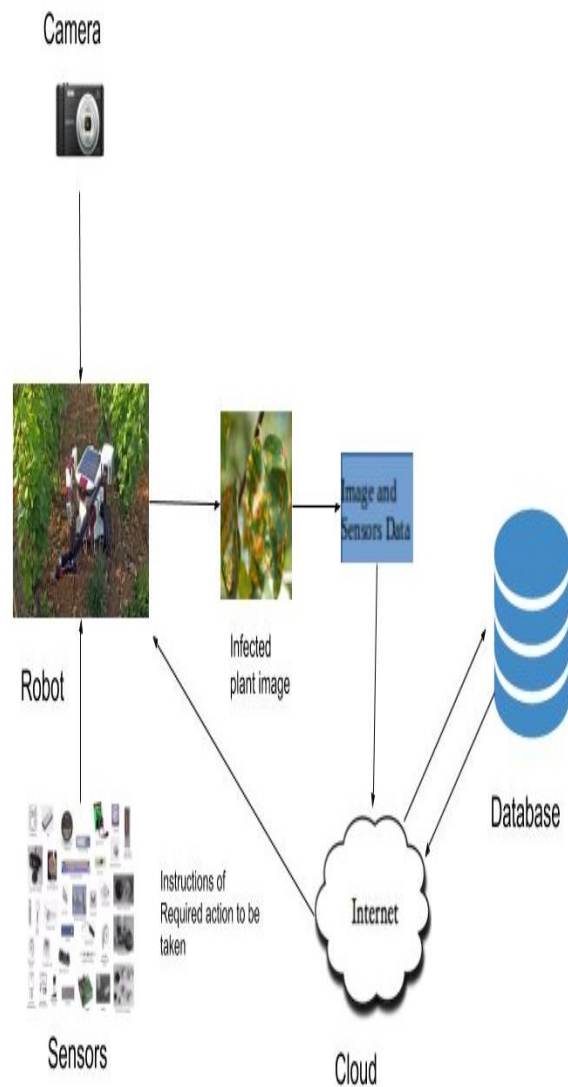 Camera
Image and
Sensors Data
Infected
plant image
Robot
Database
Instructions of
Required action to be
taken
Internet
Sensors
Cloud